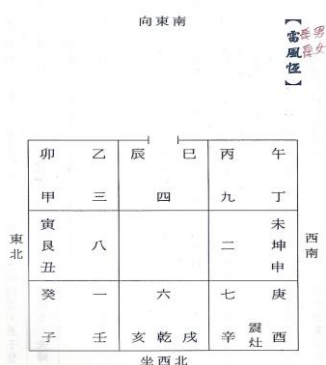 向東南
【雷風恆】
長男
長女
卯 乙 辰 巳 丙 午
甲 三 四 九 丁
東北
寅 艮 丑 八 二 未 坤 申
西南
癸 一 六 七 庚
子 壬 亥 乾 戌 辛 震灶 酉
坐西北